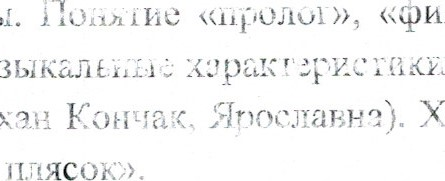 ы. Понятие «пролог», «фи
зыкальные характеристики
хан Кончак, Ярославна). Х
плясок».